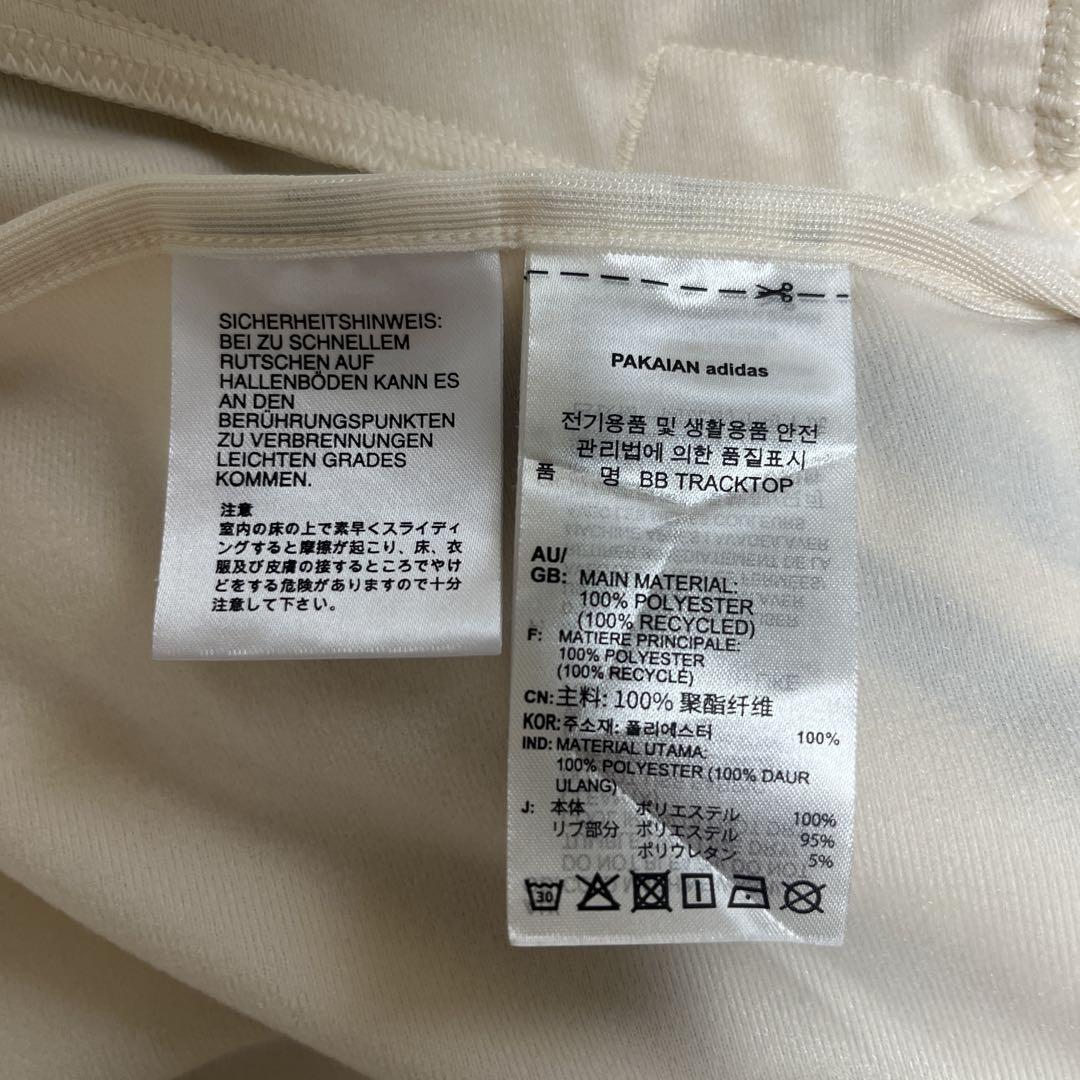 SICHERHEITSHINWEIS:
BEI ZU SCHNELLEM
RUTSCHEN AUF
HALLENBÖDEN KANN ES
AN DEN
BERÜHRUNGSPUNKTEN
ZU VERBRENNUNGEN
LEICHTEN GRADES
KOMMEN.
注意
室内の床の上で素早くスライディ
ングすると摩擦が起こり、床、衣
服及び皮膚の接するところでやけ
どをする危険がありますので十分
注意して下さい。
PAKAIAN adidas
전기용품 및 생활용품 안전
관리법에 의한 품질표시
품 명 BB TRACKTOP
AU/
GB: MAIN MATERIAL:
100% POLYESTER
(100% RECYCLED)
F: MATIERE PRINCIPALE:
100% POLYESTER
(100% RECYCLÉ)
CN: 主料: 100% 聚酯纤维
KOR: 주소재: 폴리에스터 100%
IND: MATERIAL UTAMA:
100% POLYESTER (100% DAUR
ULANG)
J: 本体 ポリエステル 100%
リブ部分 ポリエステル 95%
ポリウレタン 5%
30